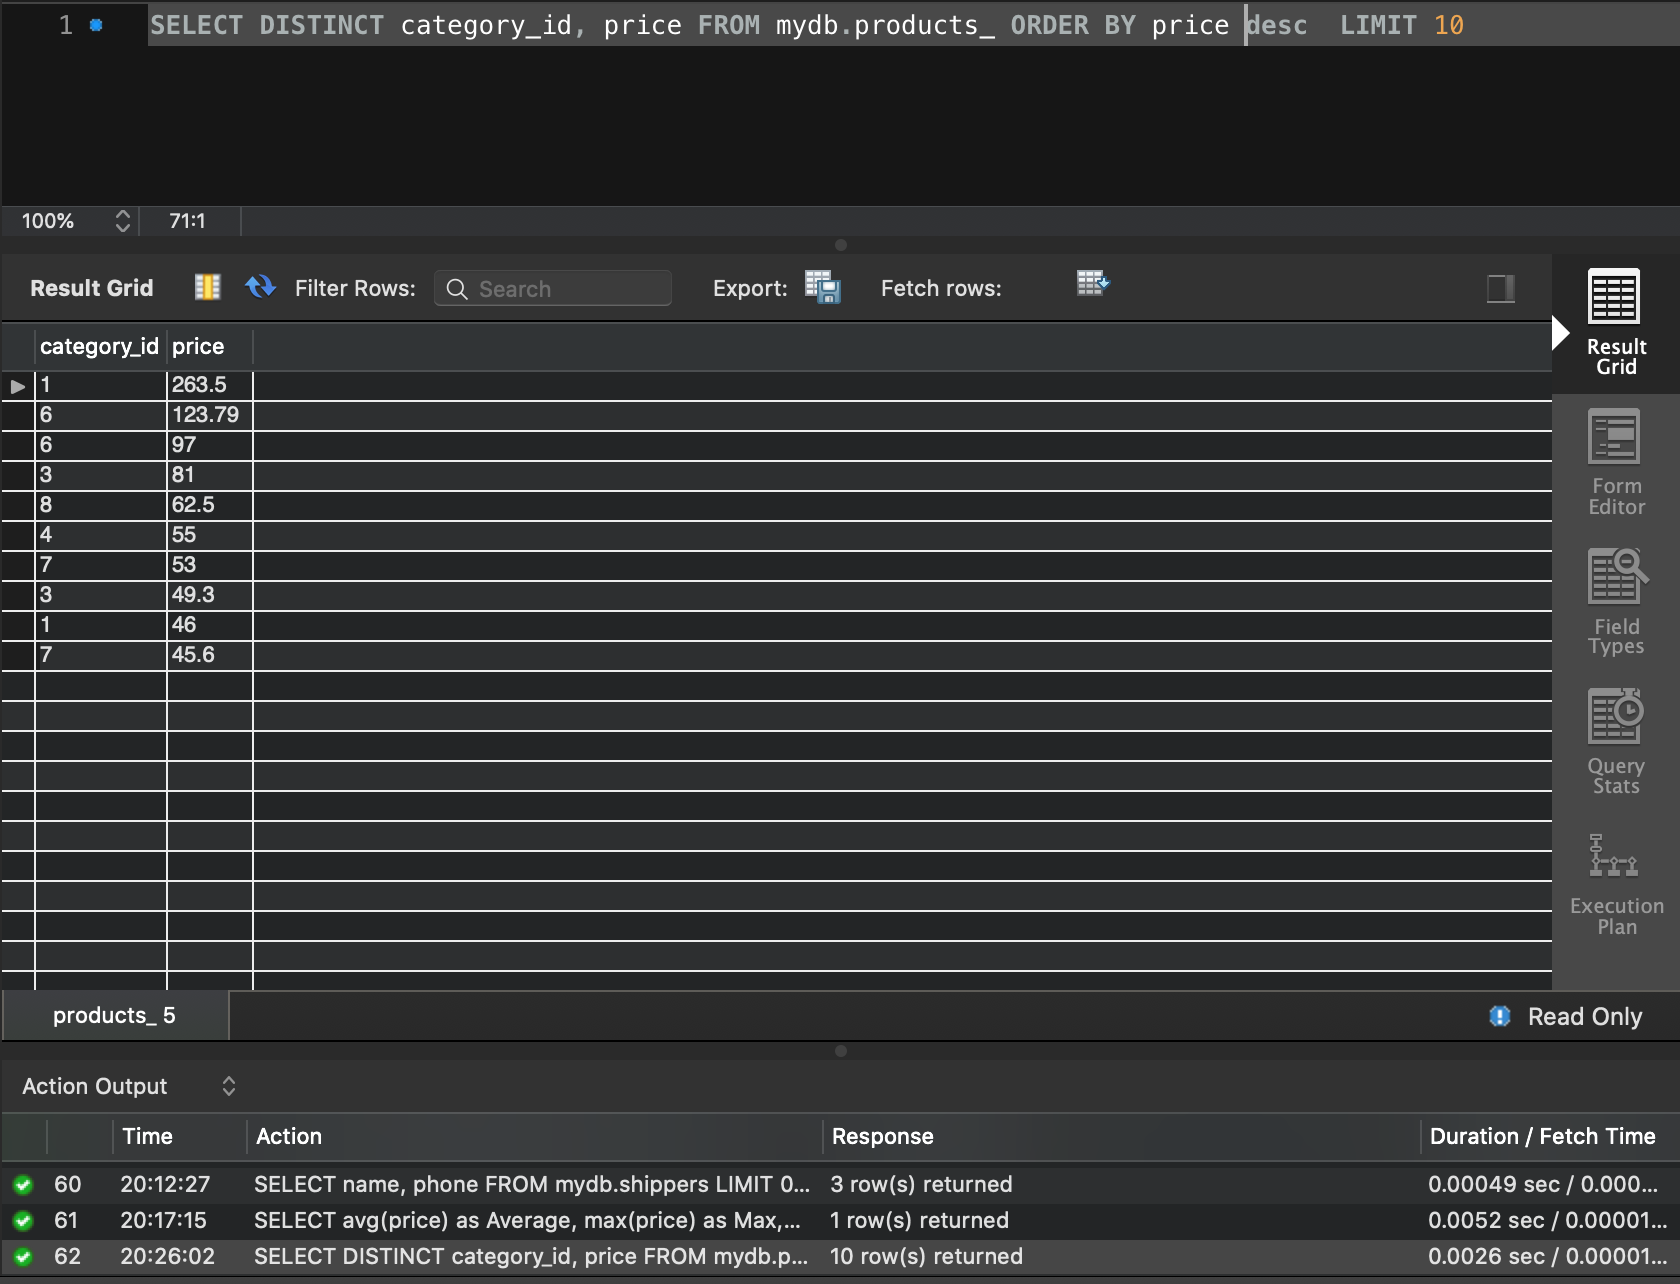 1 SELECT DISTINCT category_id, price FROM mydb.products_ ORDER BY price desc  LIMIT 10
100% 71:1
Result Grid Filter Rows: Search Export: Fetch rows:
category_id price
1 263.5
6 123.79
6 97
3 81
8 62.5
4 55
7 53
3 49.3
1 46
7 45.6
Result
Grid
Form
Editor
Field
Types
Query
Stats
Execution
Plan
products_ 5 Read Only
Action Output
Time Action Response Duration / Fetch Time
60 20:12:27 SELECT name, phone FROM mydb.shippers LIMIT 0... 3 row(s) returned 0.00049 sec / 0.000...
61 20:17:15 SELECT avg(price) as Average, max(price) as Max,... 1 row(s) returned 0.0052 sec / 0.00001...
62 20:26:02 SELECT DISTINCT category_id, price FROM mydb.p... 10 row(s) returned 0.0026 sec / 0.00001...